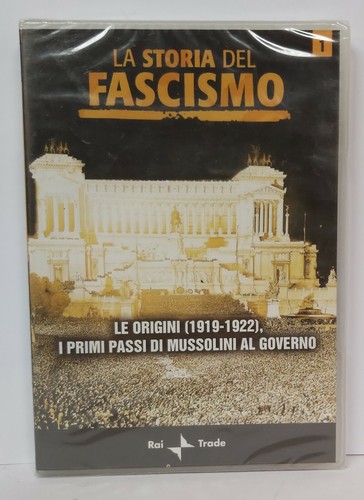 1
LA STORIA DEL
FASCISMO
LE ORIGINI (1919-1922),
I PRIMI PASSI DI MUSSOLINI AL GOVERNO
Rai Trade